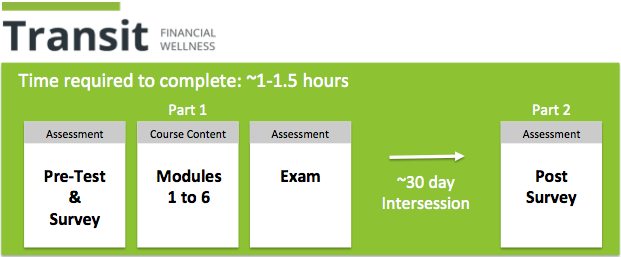 Transit
FINANCIAL
WELLNESS
Time required to complete: ~1-1.5 hours
Part 1
Assessment
Pre-Test
&
Survey
Course Content
Modules
1 to 6
Assessment
Exam
~30 day
Intersession
Part 2
Assessment
Post
Survey